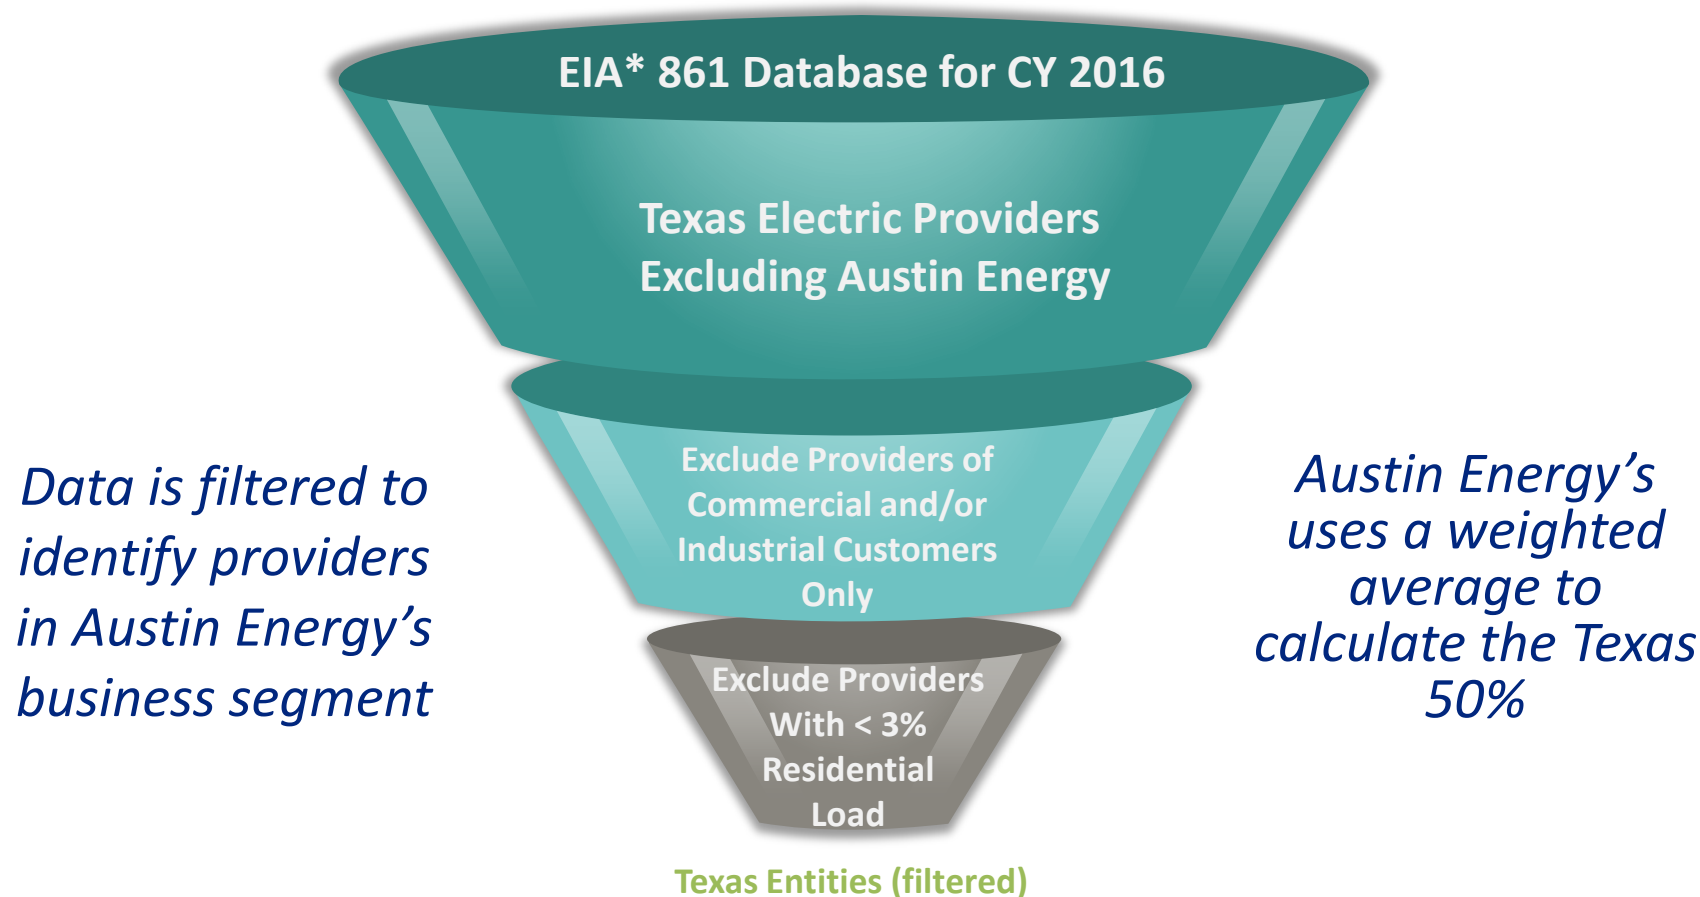 EIA* 861 Database for CY 2016
Texas Electric Providers
Excluding Austin Energy
Exclude Providers of
Commercial and/or
Industrial Customers
Only
Exclude Providers
With < 3%
Residential
Load
Texas Entities (filtered)
Data is filtered to
identify providers
in Austin Energy’s
business segment
Austin Energy’s
uses a weighted
average to
calculate the Texas
50%